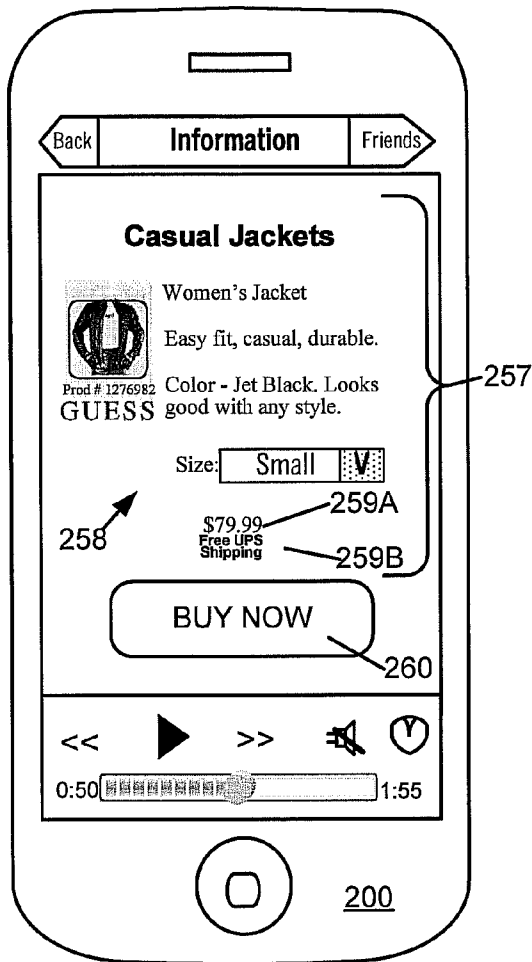 Back Information Friends
Casual Jackets
Women's Jacket
Easy fit, casual, durable.
Prod # 1276982
GUESS
Color - Jet Black. Looks
good with any style.
257
Size: Small V
258
$79.99
259A
Free UPS
Shipping
259B
BUY NOW
260
<< >> Y
0:50 1:55
200